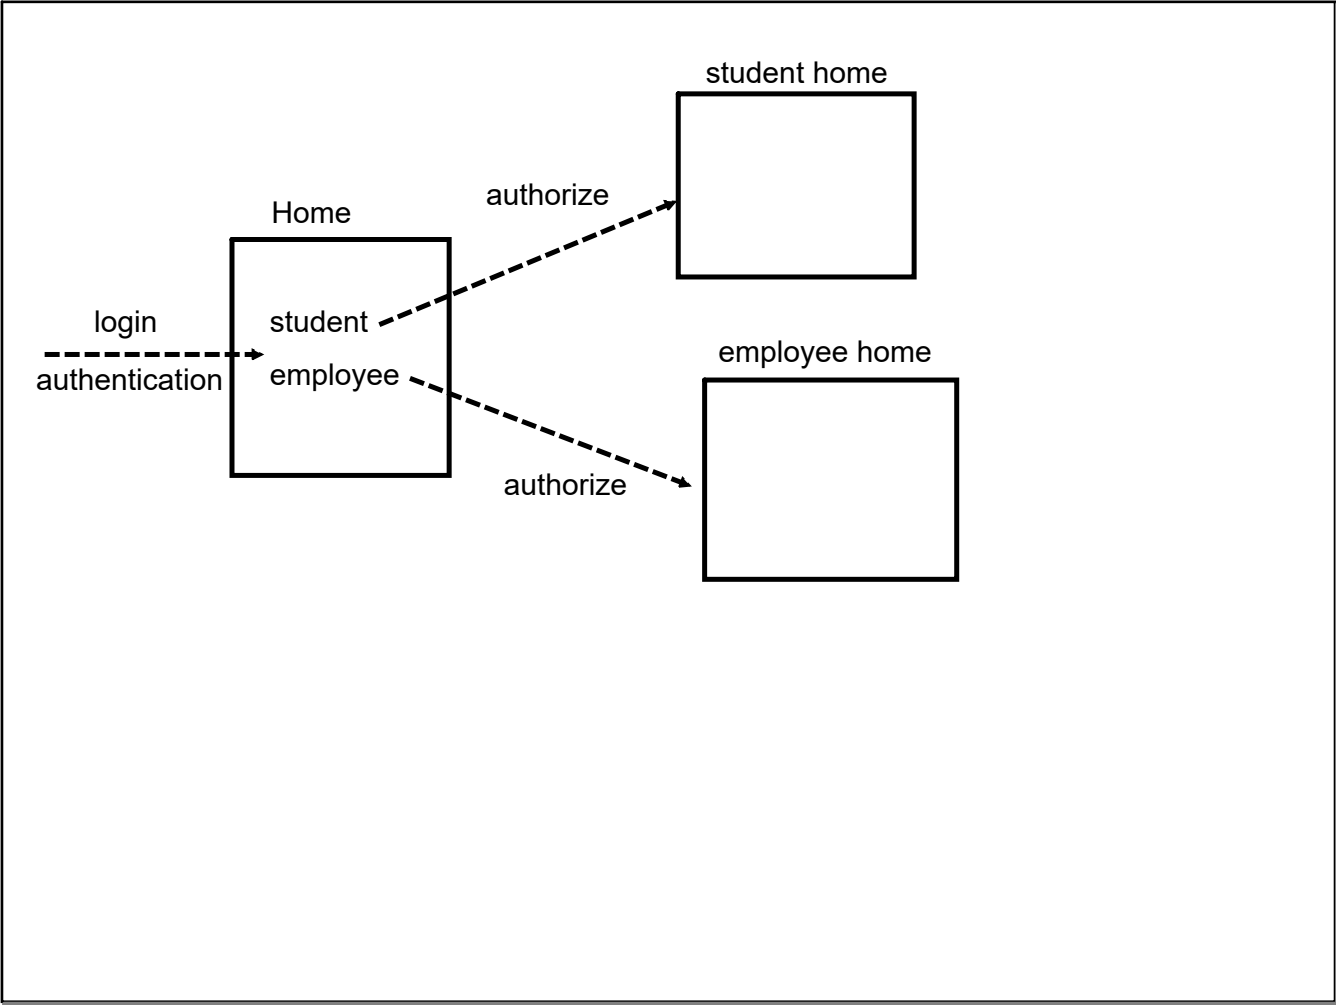 student home
authorize
Home
login
authentication
student
employee
employee home
authorize